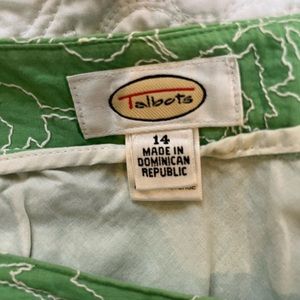 Talbots
14
MADE IN
DOMINICAN
REPUBLIC